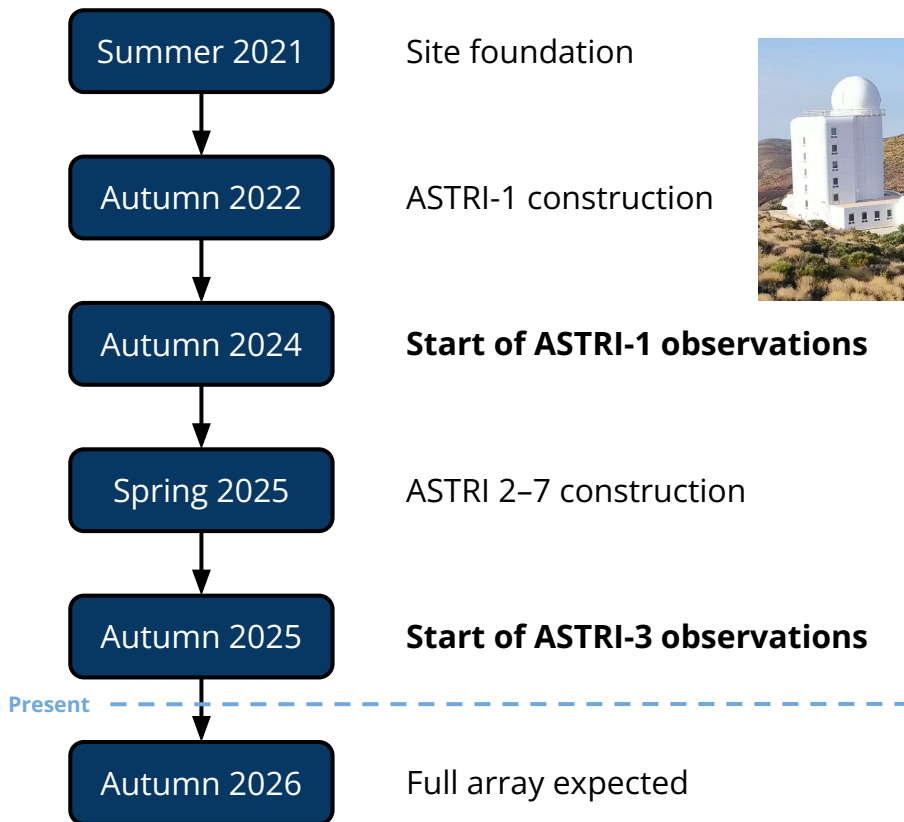 Summer 2021 Site foundation
Autumn 2022 ASTRI-1 construction
Autumn 2024 Start of ASTRI-1 observations
Spring 2025 ASTRI 2–7 construction
Autumn 2025 Start of ASTRI-3 observations
Present
Autumn 2026 Full array expected